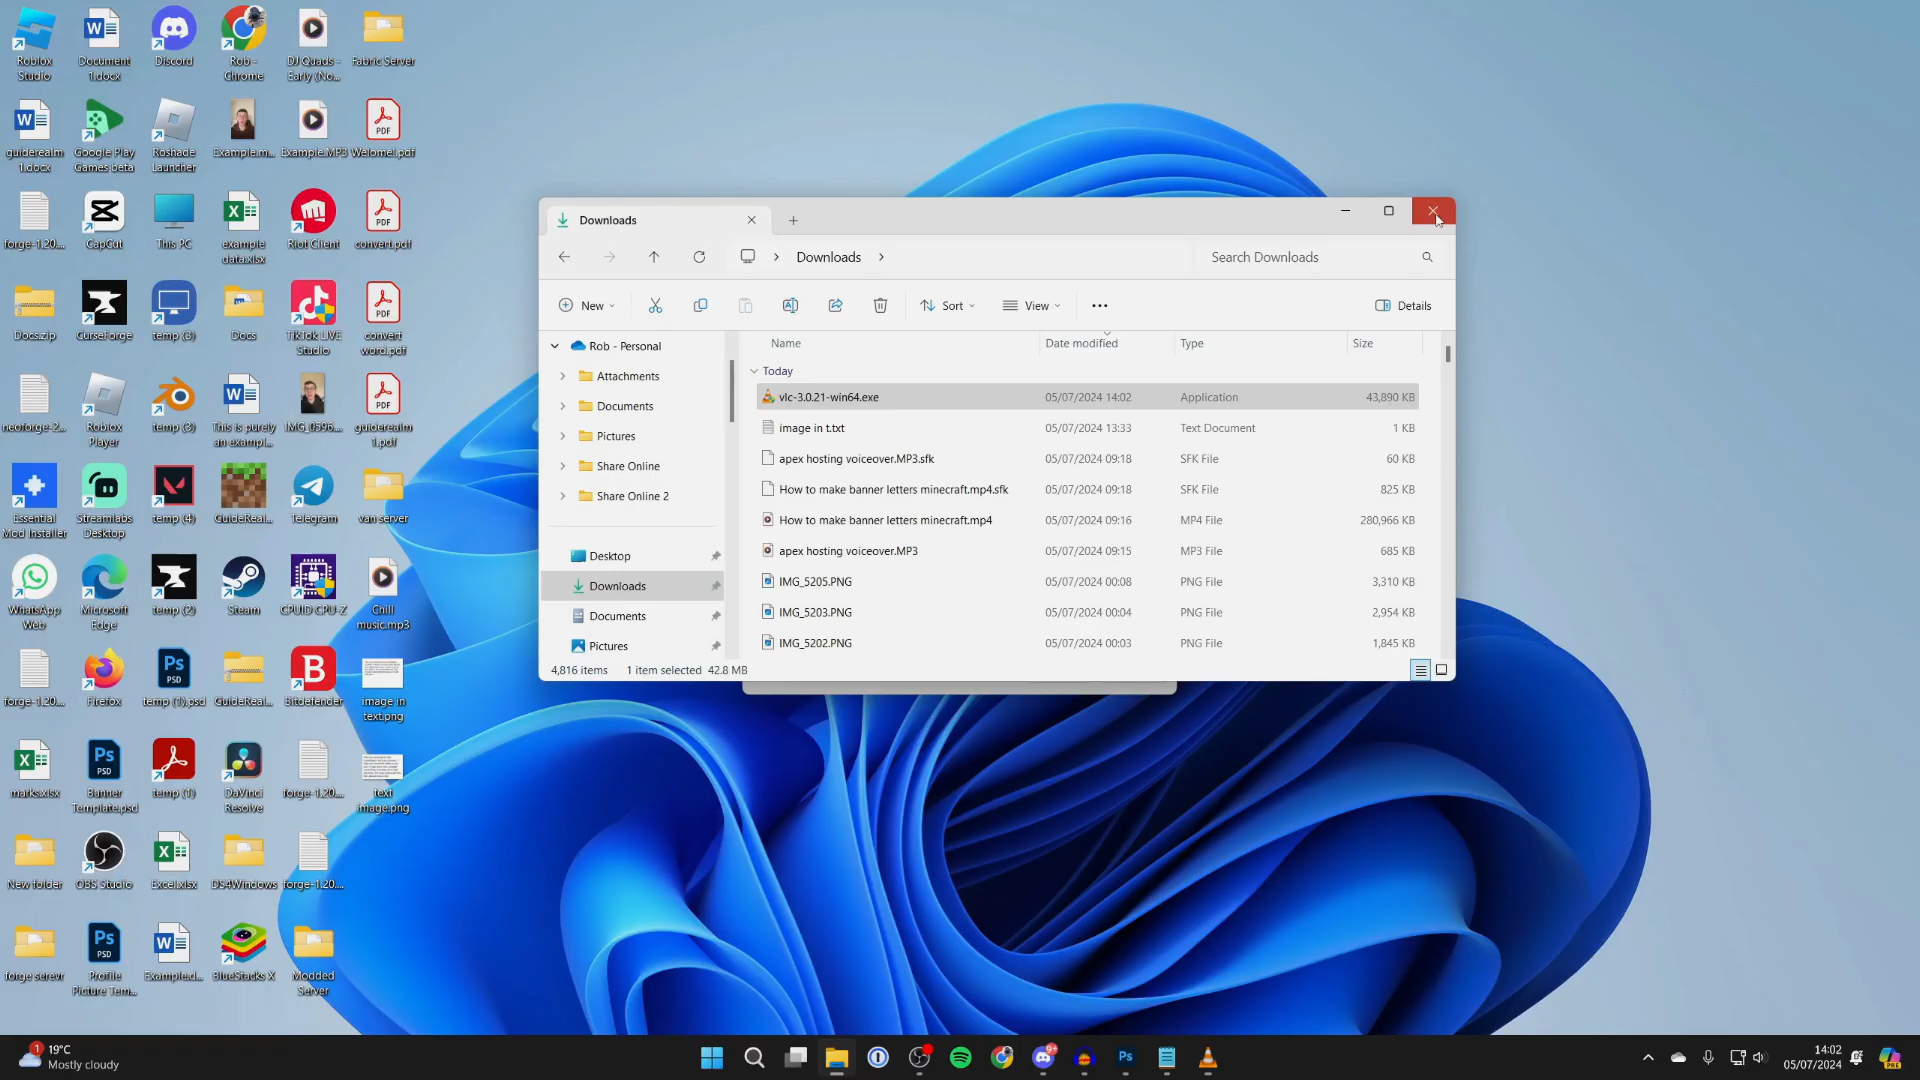 Roblox
Studio
Document
1.docx
Discord
Rob -
Chrome
DJ Quads -
Early (No...
Fabric Server
guiderealm
1.docx
Google Play
Games beta
Roshade
Launcher
Example.m...
Example.MP3
Welome!.pdf
PDF
forge-1.20....
CapCut
This PC
example
data.xlsx
Riot Client
convert.pdf
PDF
Docs.zip
CurseForge
temp (3)
Docs
TikTok LIVE
Studio
convert
word.pdf
PDF
neoforge-2...
Roblox
Player
temp (3)
This is purely
an exampl...
IMG_0596....
guiderealm
1.pdf
PDF
Essential
Mod Installer
Streamlabs
Desktop
temp (4)
GuideReal...
Telegram
van server
WhatsApp
Web
Microsoft
Edge
temp (2)
Steam
CPUID CPU-Z
Chill
music.mp3
forge-1.20....
Firefox
temp (1).psd
PSD
GuideReal...
Bitdefender
image in
text.png
marks.xlsx
Banner
Template.psd
PSD
temp (1)
DaVinci
Resolve
forge-1.20....
text
image.png
New folder
OBS Studio
Excel.xlsx
DS4Windows
forge-1.20....
forge serevr
Profile
Picture Tem...
PSD
Example.d...
BlueStacks X
Modded
Server
Downloads
Downloads
Search Downloads
New
Sort
View
Details
Rob - Personal
Attachments
Documents
Pictures
Share Online
Share Online 2
Desktop
Downloads
Documents
Pictures
Name Date modified Type Size
Today
vlc-3.0.21-win64.exe 05/07/2024 14:02 Application 43,890 KB
image in t.txt 05/07/2024 13:33 Text Document 1 KB
apex hosting voiceover.MP3.sfk 05/07/2024 09:18 SFK File 60 KB
How to make banner letters minecraft.mp4.sfk 05/07/2024 09:18 SFK File 825 KB
How to make banner letters minecraft.mp4 05/07/2024 09:16 MP4 File 280,966 KB
apex hosting voiceover.MP3 05/07/2024 09:15 MP3 File 685 KB
IMG_5205.PNG 05/07/2024 00:08 PNG File 3,310 KB
IMG_5203.PNG 05/07/2024 00:04 PNG File 2,954 KB
IMG_5202.PNG 05/07/2024 00:03 PNG File 1,845 KB
4,816 items 1 item selected 42.8 MB
1
19°C
Mostly cloudy
9+
Ps
14:02
05/07/2024
PRE